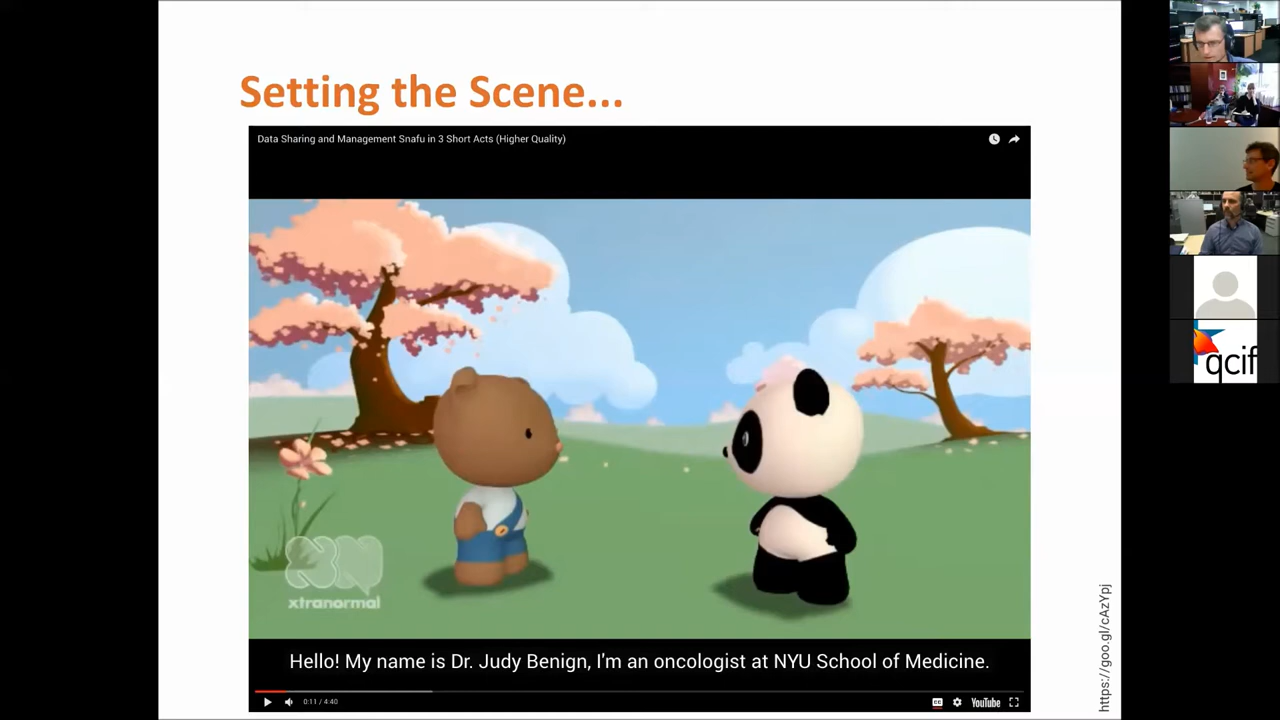 Setting the Scene...
Data Sharing and Management Snafu in 3 Short Acts (Higher Quality)
xtranormal
Hello! My name is Dr. Judy Benign, I'm an oncologist at NYU School of Medicine.
0:11 / 4:40
CC
YouTube
https://goo.gl/cAzYpj
qcif